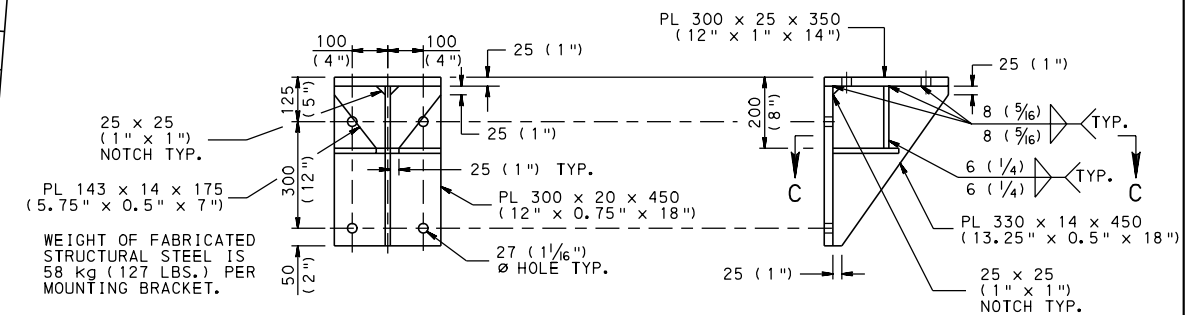 100
(4")
100
(4")
25 (1")
125
(5")
25 x 25
(1" x 1")
NOTCH TYP.
25 (1")
PL 143 x 14 x 175
(5.75" x 0.5" x 7")
300
(12")
25 (1") TYP.
PL 300 x 20 x 450
(12" x 0.75" x 18")
WEIGHT OF FABRICATED
STRUCTURAL STEEL IS
58 kg (127 LBS.) PER
MOUNTING BRACKET.
50
(2")
27 (1 1/16")
Ø HOLE TYP.
PL 300 x 25 x 350
(12" x 1" x 14")
25 (1")
200
(8")
8 (5/16)
8 (5/16)
TYP.
C
6 (1/4)
6 (1/4)
TYP.
C
PL 330 x 14 x 450
(13.25" x 0.5" x 18")
25 (1")
25 x 25
(1" x 1")
NOTCH TYP.